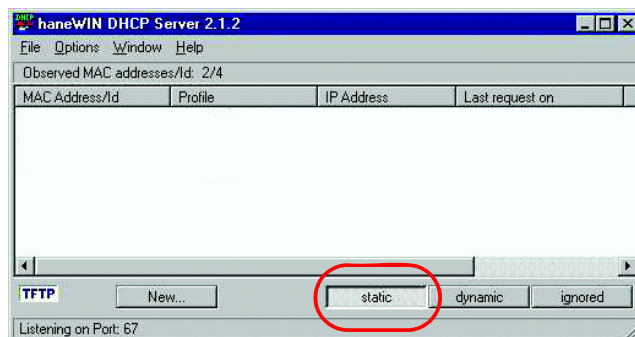 DHCP haneWIN DHCP Server 2.1.2
File Options Window Help
Observed MAC addresses/Id: 2/4
MAC Address/Id Profile IP Address Last request on
TFTP New... static dynamic ignored
Listening on Port: 67